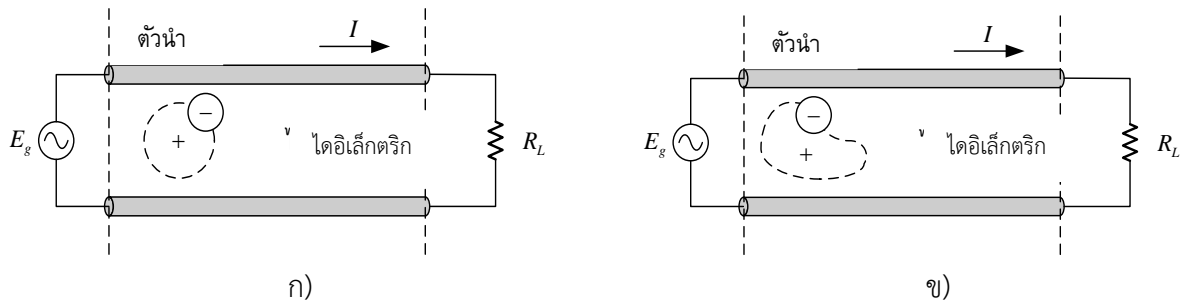 ตัวนำ
I
E_g
−
+
ไดอิเล็กตริก
R_L
ก)
ตัวนำ
I
E_g
−
+
ไดอิเล็กตริก
R_L
ข)